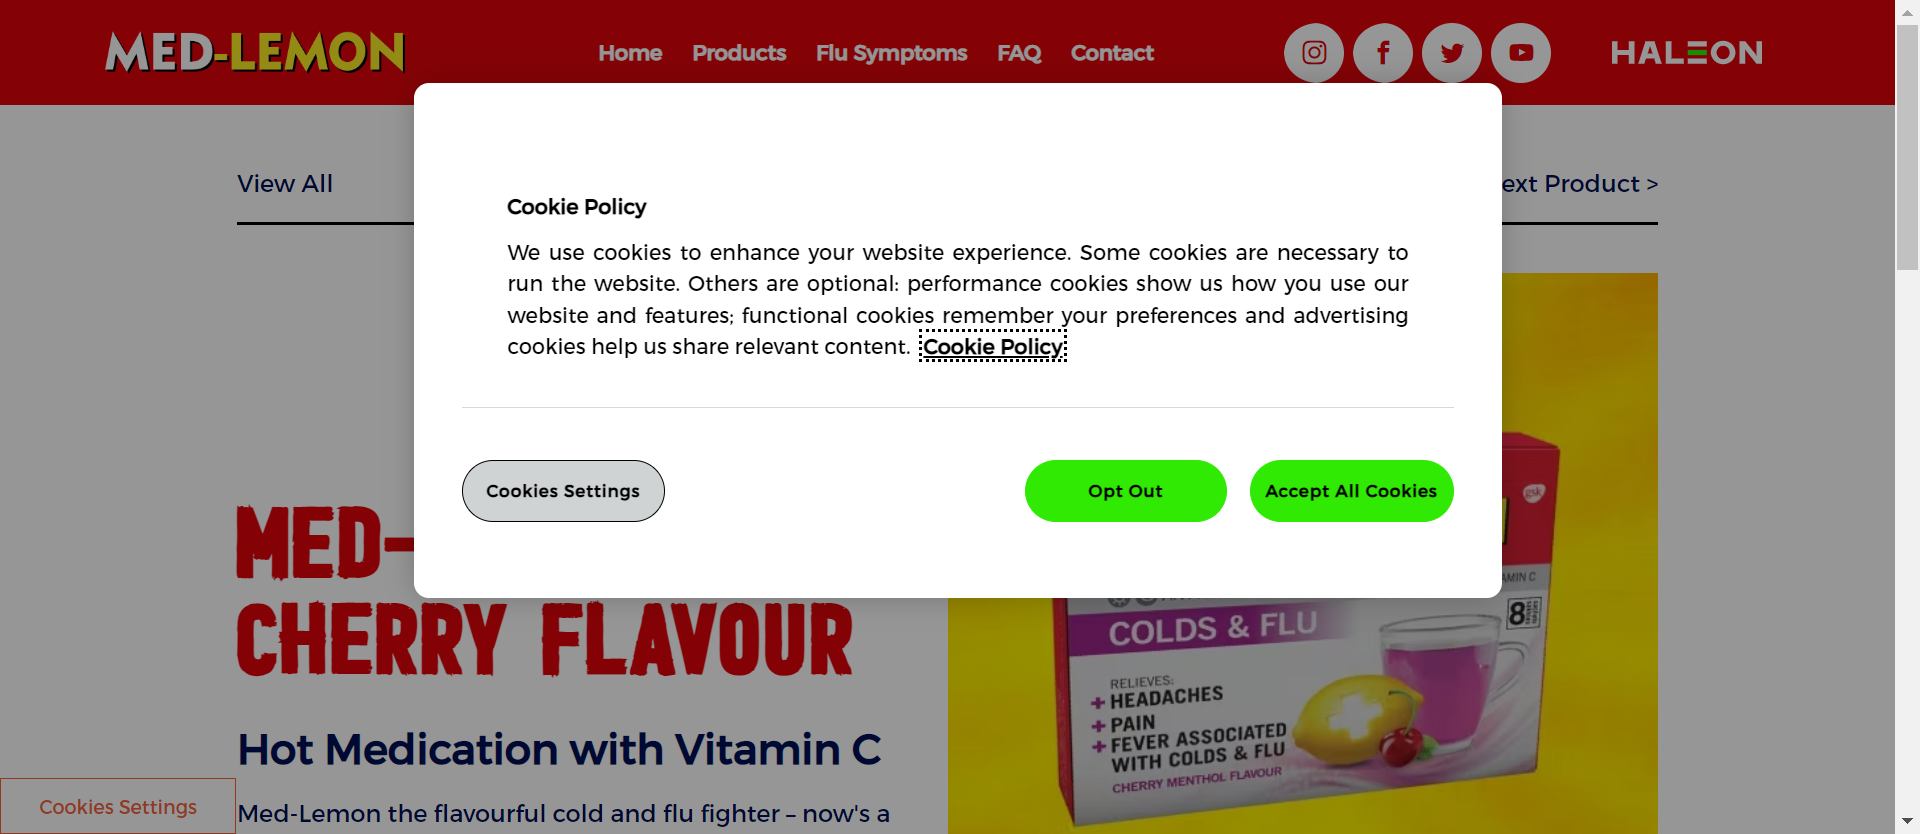 MED-LEMON
Home
Products
Flu Symptoms
FAQ
Contact
HALEON
View All
ext Product >
Cookie Policy
We use cookies to enhance your website experience. Some cookies are necessary to
run the website. Others are optional: performance cookies show us how you use our
website and features; functional cookies remember your preferences and advertising
cookies help us share relevant content. Cookie Policy
Cookies Settings
Opt Out
Accept All Cookies
MED-
CHERRY FLAVOUR
Hot Medication with Vitamin C
Med-Lemon the flavourful cold and flu fighter – now's a
Cookies Settings
gsk
AMIN C
8
COLDS & FLU
RELIEVES:
+ HEADACHES
+ PAIN
+ FEVER ASSOCIATED
WITH COLDS & FLU
CHERRY MENTHOL FLAVOUR